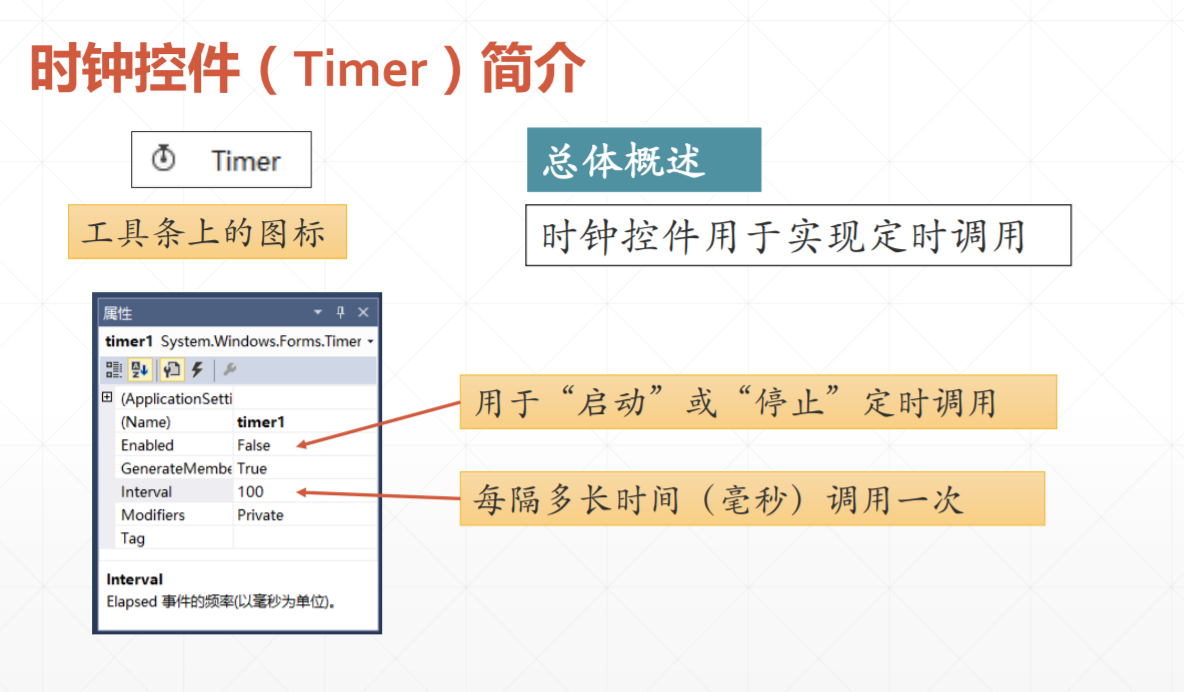 时钟控件（Timer）简介
Timer
工具条上的图标
总体概述
时钟控件用于实现定时调用
属性
timer1 System.Windows.Forms.Timer
(ApplicationSetti
(Name) timer1
Enabled False
GenerateMembe True
Interval 100
Modifiers Private
Tag
Interval
Elapsed 事件的频率(以毫秒为单位)。
用于“启动”或“停止”定时调用
每隔多长时间（毫秒）调用一次